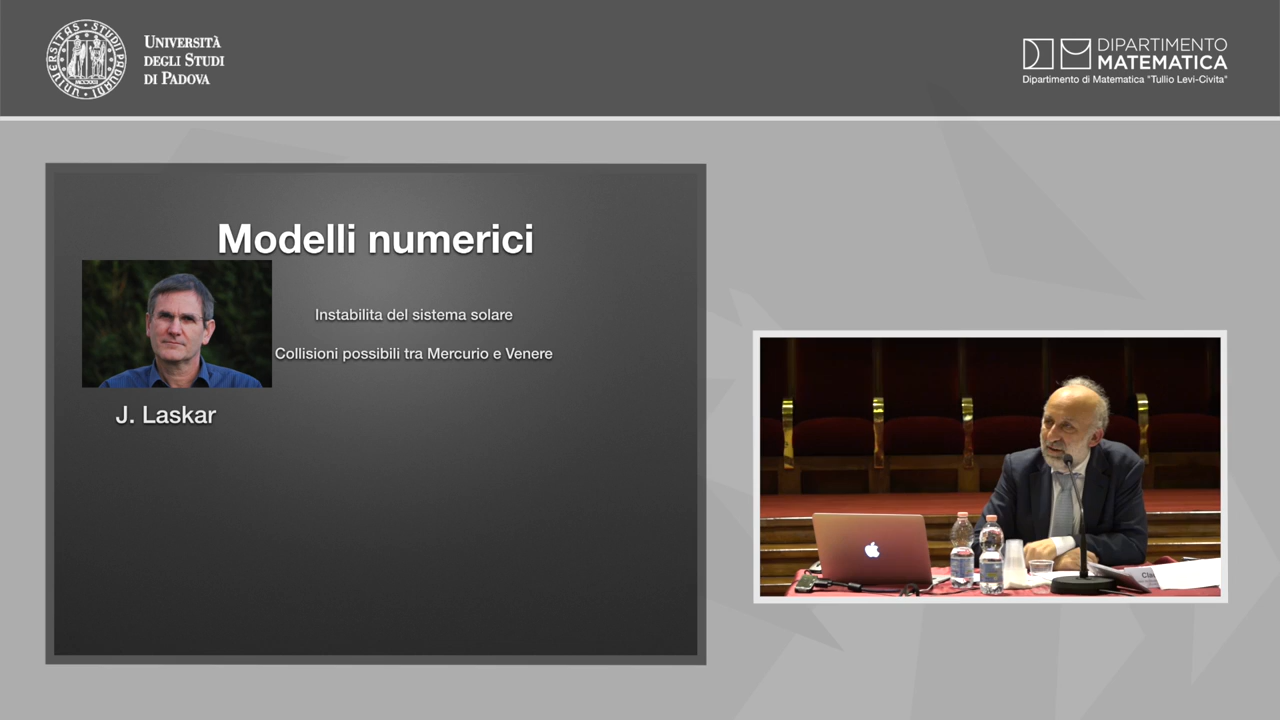 UNIVERSITÀ
DEGLI STUDI
DI PADOVA
DIPARTIMENTO
MATEMATICA
Dipartimento di Matematica "Tullio Levi-Civita"
Modelli numerici
Instabilita del sistema solare
Collisioni possibili tra Mercurio e Venere
J. Laskar